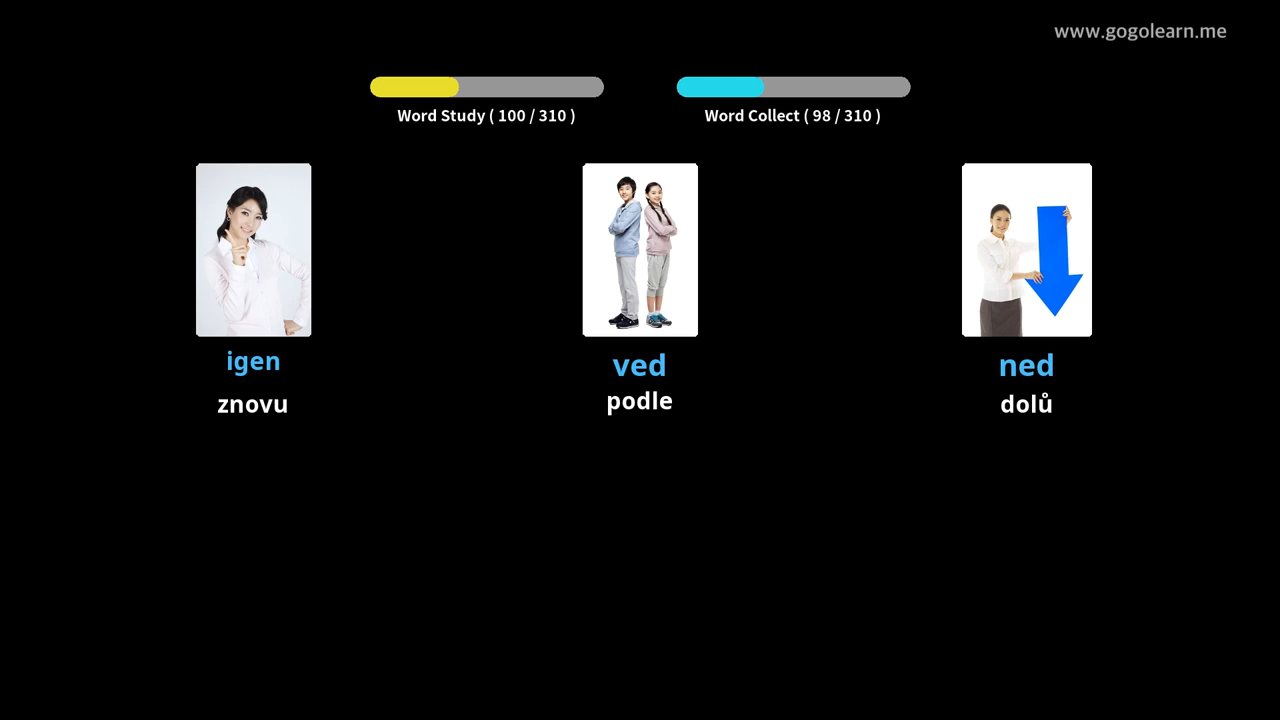 www.gogolearn.me
Word Study ( 100 / 310 )
Word Collect ( 98 / 310 )
igen
znovu
ved
podle
ned
dolů